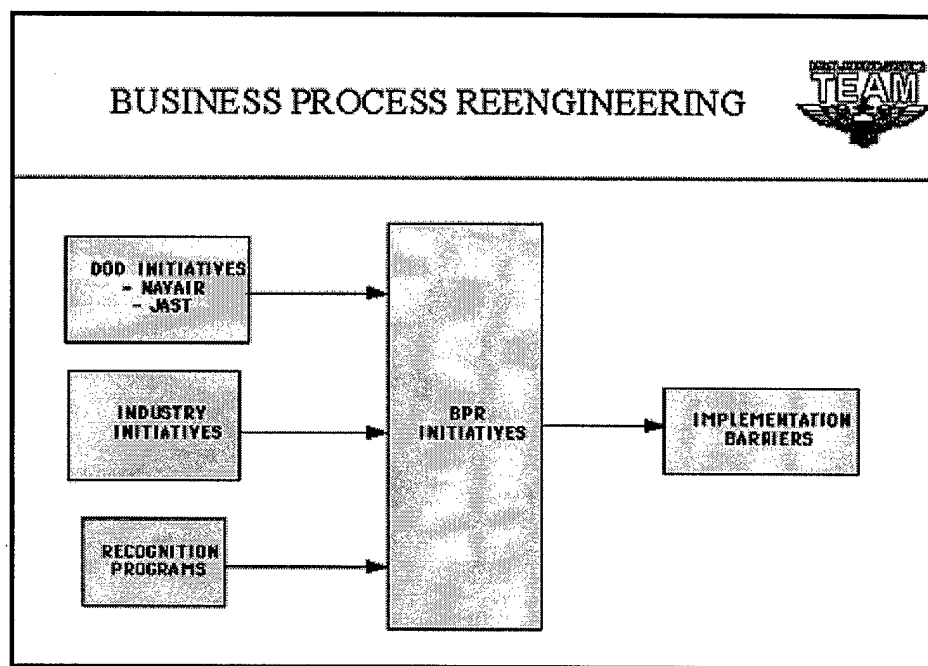 BUSINESS PROCESS REENGINEERING
TEAM
DOD INITIATIVES
- NAVAIR
- JAST
INDUSTRY
INITIATIVES
RECOGNITION
PROGRAMS
BPR
INITIATIVES
IMPLEMENTATION
BARRIERS